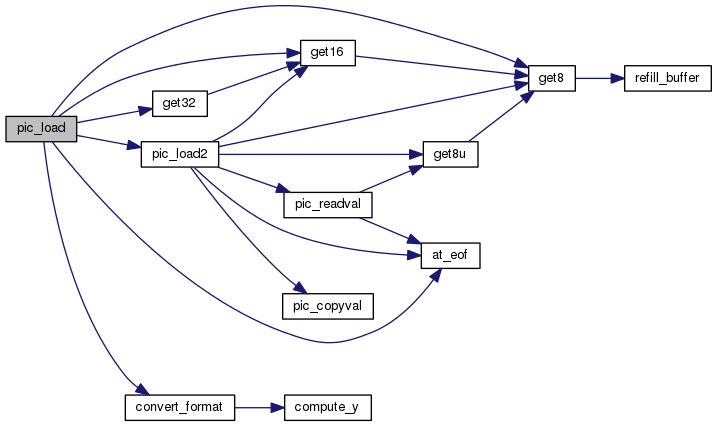 pic_load
get32
pic_load2
get16
pic_readval
pic_copyval
get8u
at_eof
get8
refill_buffer
convert_format
compute_y